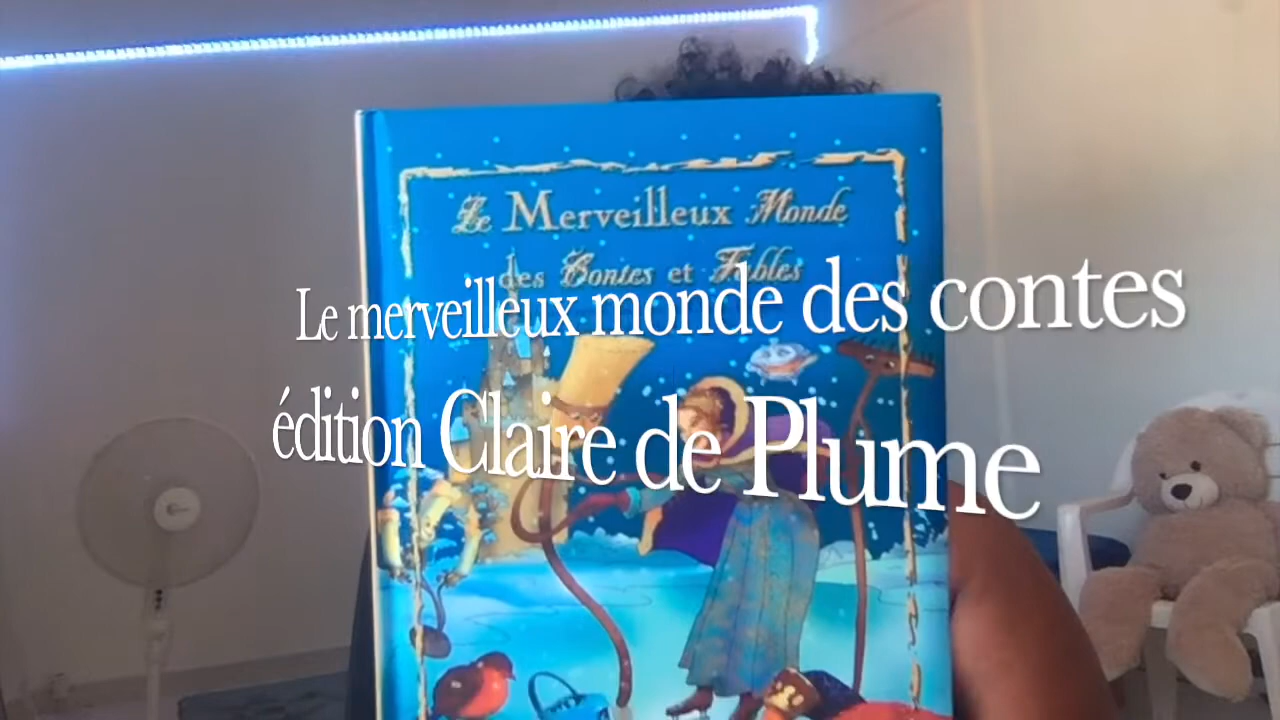 Le Merveilleux Monde
des Contes et Fables
Le merveilleux monde des contes
édition Claire de Plume